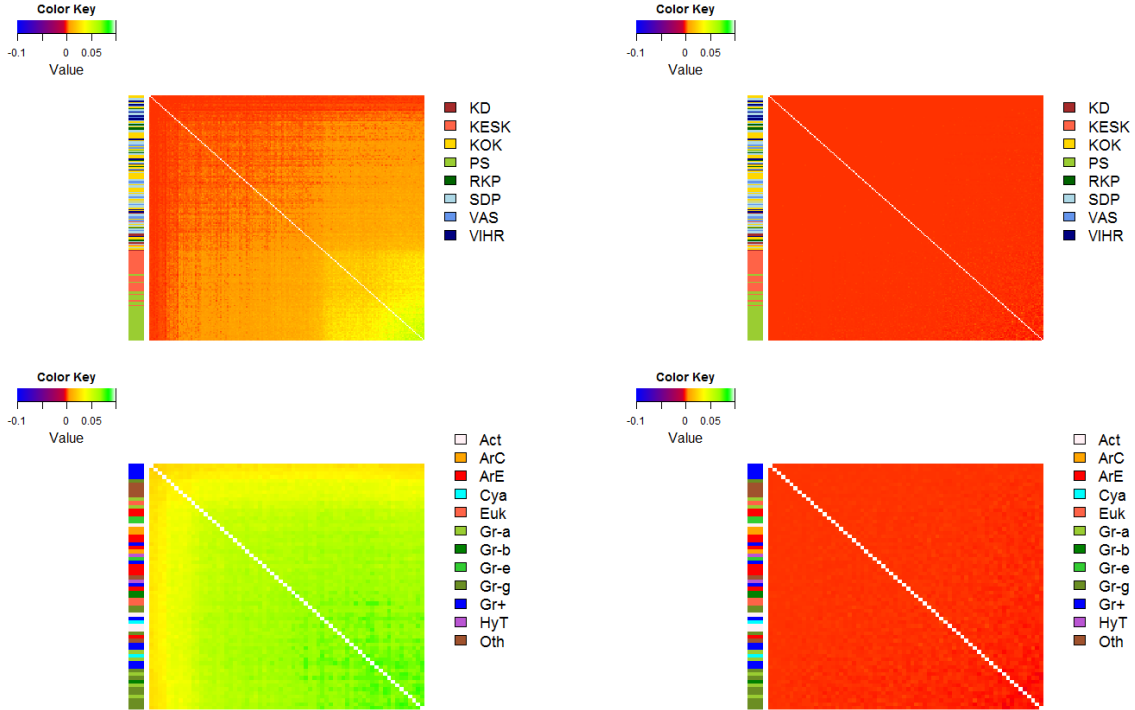 Color Key
-0.1 0 0.05
Value
KD
KESK
KOK
PS
RKP
SDP
VAS
VIHR
Color Key
-0.1 0 0.05
Value
KD
KESK
KOK
PS
RKP
SDP
VAS
VIHR
Color Key
-0.1 0 0.05
Value
Act
ArC
ArE
Cya
Euk
Gr-a
Gr-b
Gr-e
Gr-g
Gr+
HyT
Oth
Color Key
-0.1 0 0.05
Value
Act
ArC
ArE
Cya
Euk
Gr-a
Gr-b
Gr-e
Gr-g
Gr+
HyT
Oth